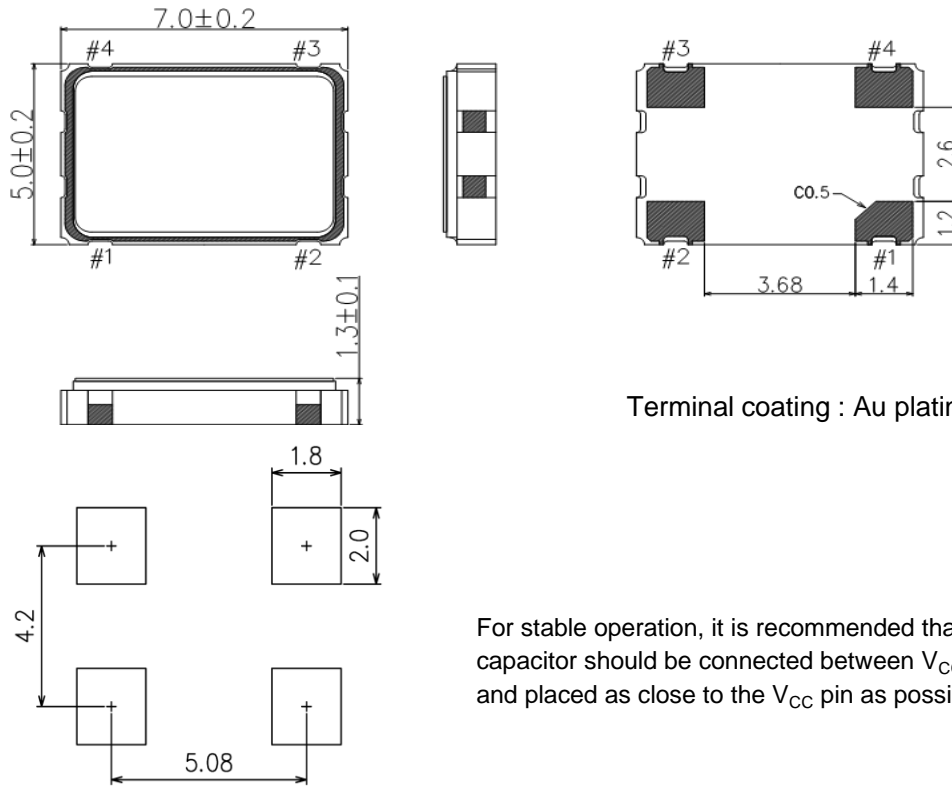 7.0±0.2
#4 #3
5.0±0.2
#1 #2
#3 #4
2.6
C0.5
1.2
#2 #1
3.68 1.4
1.3±0.1
Terminal coating : Au
1.8
2.0
4.2
5.08
For stable operation, it is recommended
capacitor should be connected between
and placed as close to the VCC pin as